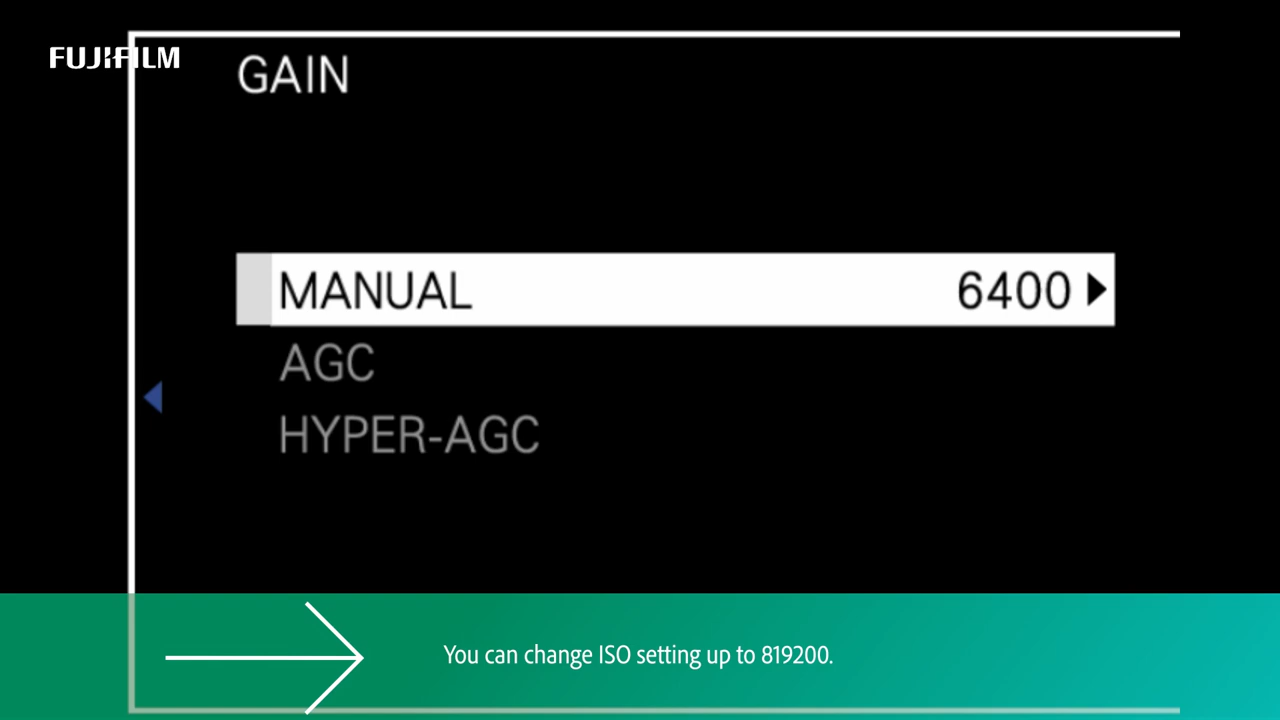 FUJIFILM
GAIN
MANUAL 6400
AGC
HYPER-AGC
You can change ISO setting up to 819200.